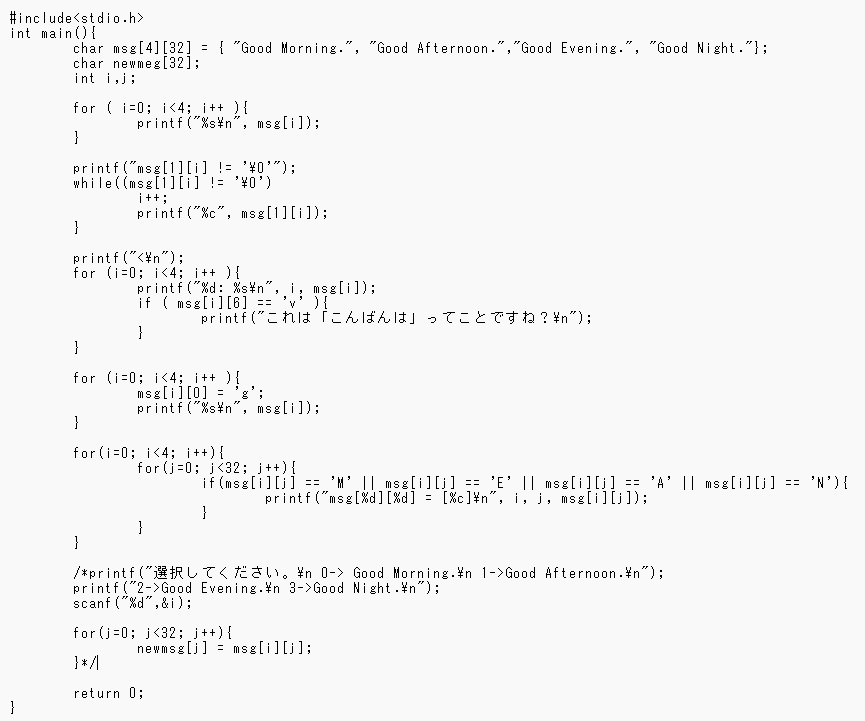 #include<stdio.h>
int main(){
char msg[4][32] = { "Good Morning.", "Good Afternoon.","Good Evening.", "Good Night."};
char newmeg[32];
int i,j;
for ( i=0; i<4; i++ ){
printf("%s¥n", msg[i]);
}
printf("msg[1][i] != '¥0'");
while((msg[1][i] != '¥0')
i++;
printf("%c", msg[1][i]);
}
printf("<¥n");
for (i=0; i<4; i++ ){
printf("%d: %s¥n", i, msg[i]);
if ( msg[i][6] == 'v' ){
printf("これは「こんばんは」ってことですね？¥n");
}
}
for (i=0; i<4; i++ ){
msg[i][0] = 'g';
printf("%s¥n", msg[i]);
}
for(i=0; i<4; i++){
for(j=0; j<32; j++){
if(msg[i][j] == 'M' || msg[i][j] == 'E' || msg[i][j] == 'A' || msg[i][j] == 'N'){
printf("msg[%d][%d] = [%c]¥n", i, j, msg[i][j]);
}
}
}
/*printf("選択してください。¥n 0-> Good Morning.¥n 1->Good Afternoon.¥n");
printf("2->Good Evening.¥n 3->Good Night.¥n");
scanf("%d",&i);
for(j=0; j<32; j++){
newmsg[j] = msg[i][j];
}*/
return 0;
}